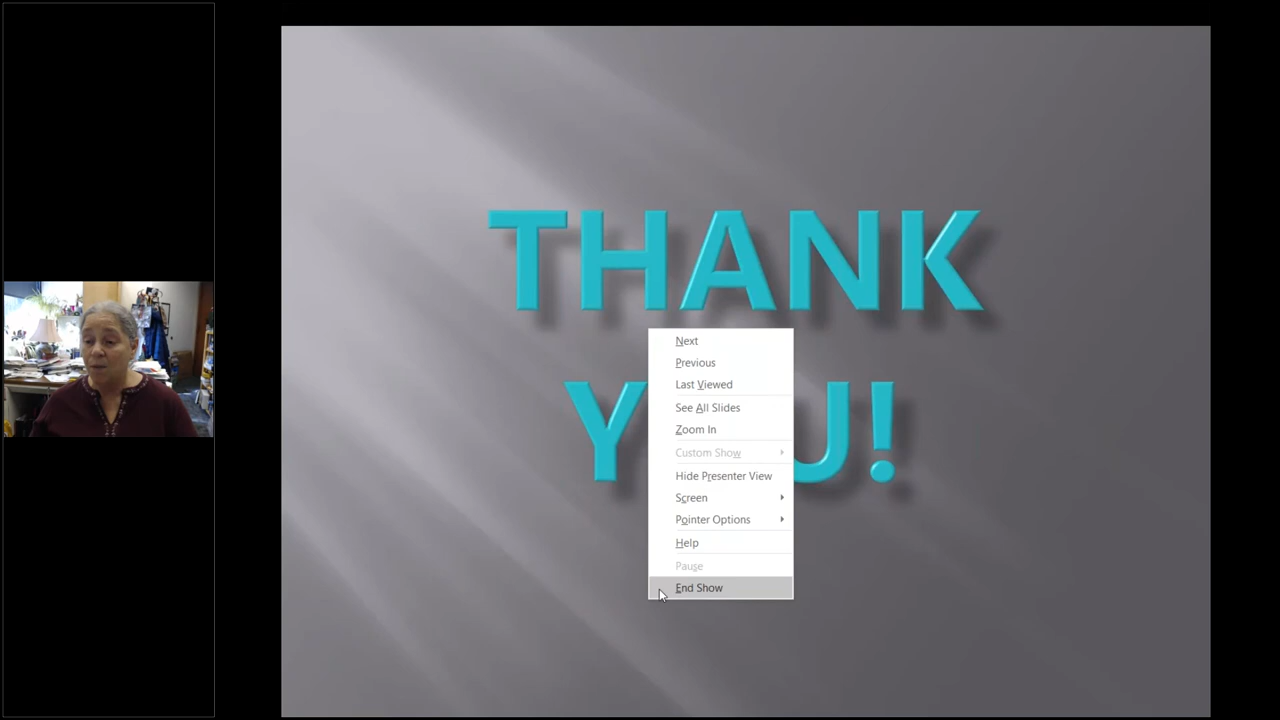 THANK
Next
Previous
Last Viewed
See All Slides
Zoom In
Custom Show
Hide Presenter View
Screen
Pointer Options
Help
Pause
End Show
Y U!